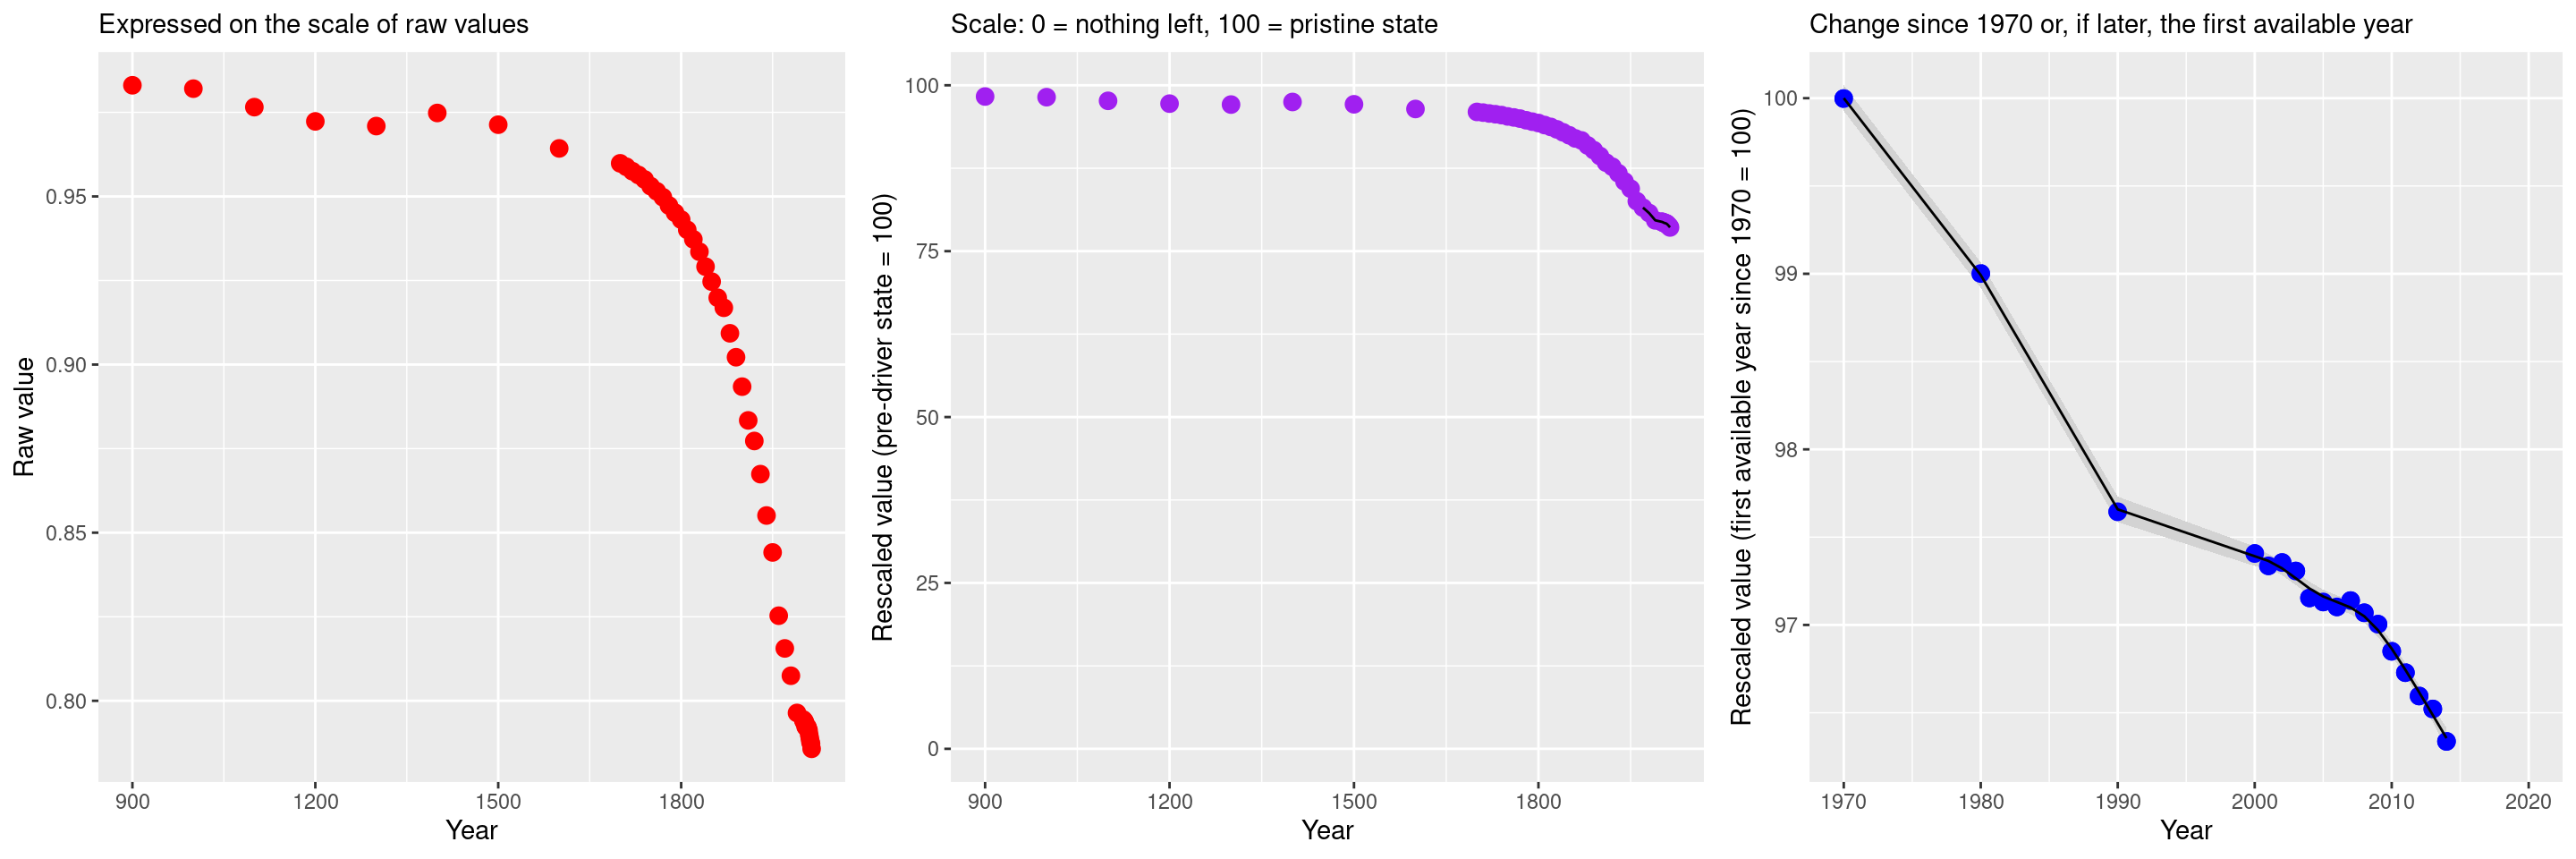 Expressed on the scale of raw values
Raw value
0.95
0.90
0.85
0.80
900 1200 1500 1800
Year
Scale: 0 = nothing left, 100 = pristine state
Rescaled value (pre-driver state = 100)
100
75
50
25
0
900 1200 1500 1800
Year
Change since 1970 or, if later, the first available year
Rescaled value (first available year since 1970 = 100)
100
99
98
97
1970 1980 1990 2000 2010 2020
Year